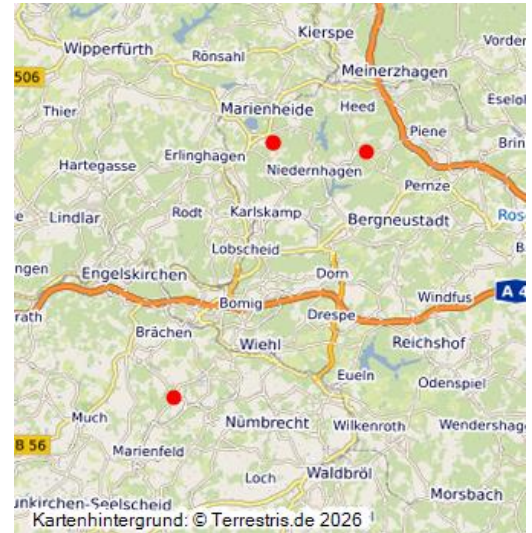 Kierspe
Vorder
Wipperfürth
Rönsahl
Meinerzhagen
506
Eselo
Thier
Marienheide
Heed
Piene
Brin
Erlinghagen
Hartegasse
Niedernhagen
Pernze
Lindlar
Rodt
Karlskamp
Bergneustadt
Ros
Lobscheid
B
ngen
Engelskirchen
Dorn
A 4
Bomig
Windfus
rath
Drespe
Brächen
Wiehl
Reichshof
Eueln
Odenspiel
Much
Nümbrecht
Wilkenroth
Wendershag
B 56
Marienfeld
Loch
Waldbröl
Morsbach
unkirchen-Seelscheid
Kartenhintergrund: © Terrestris.de 2026